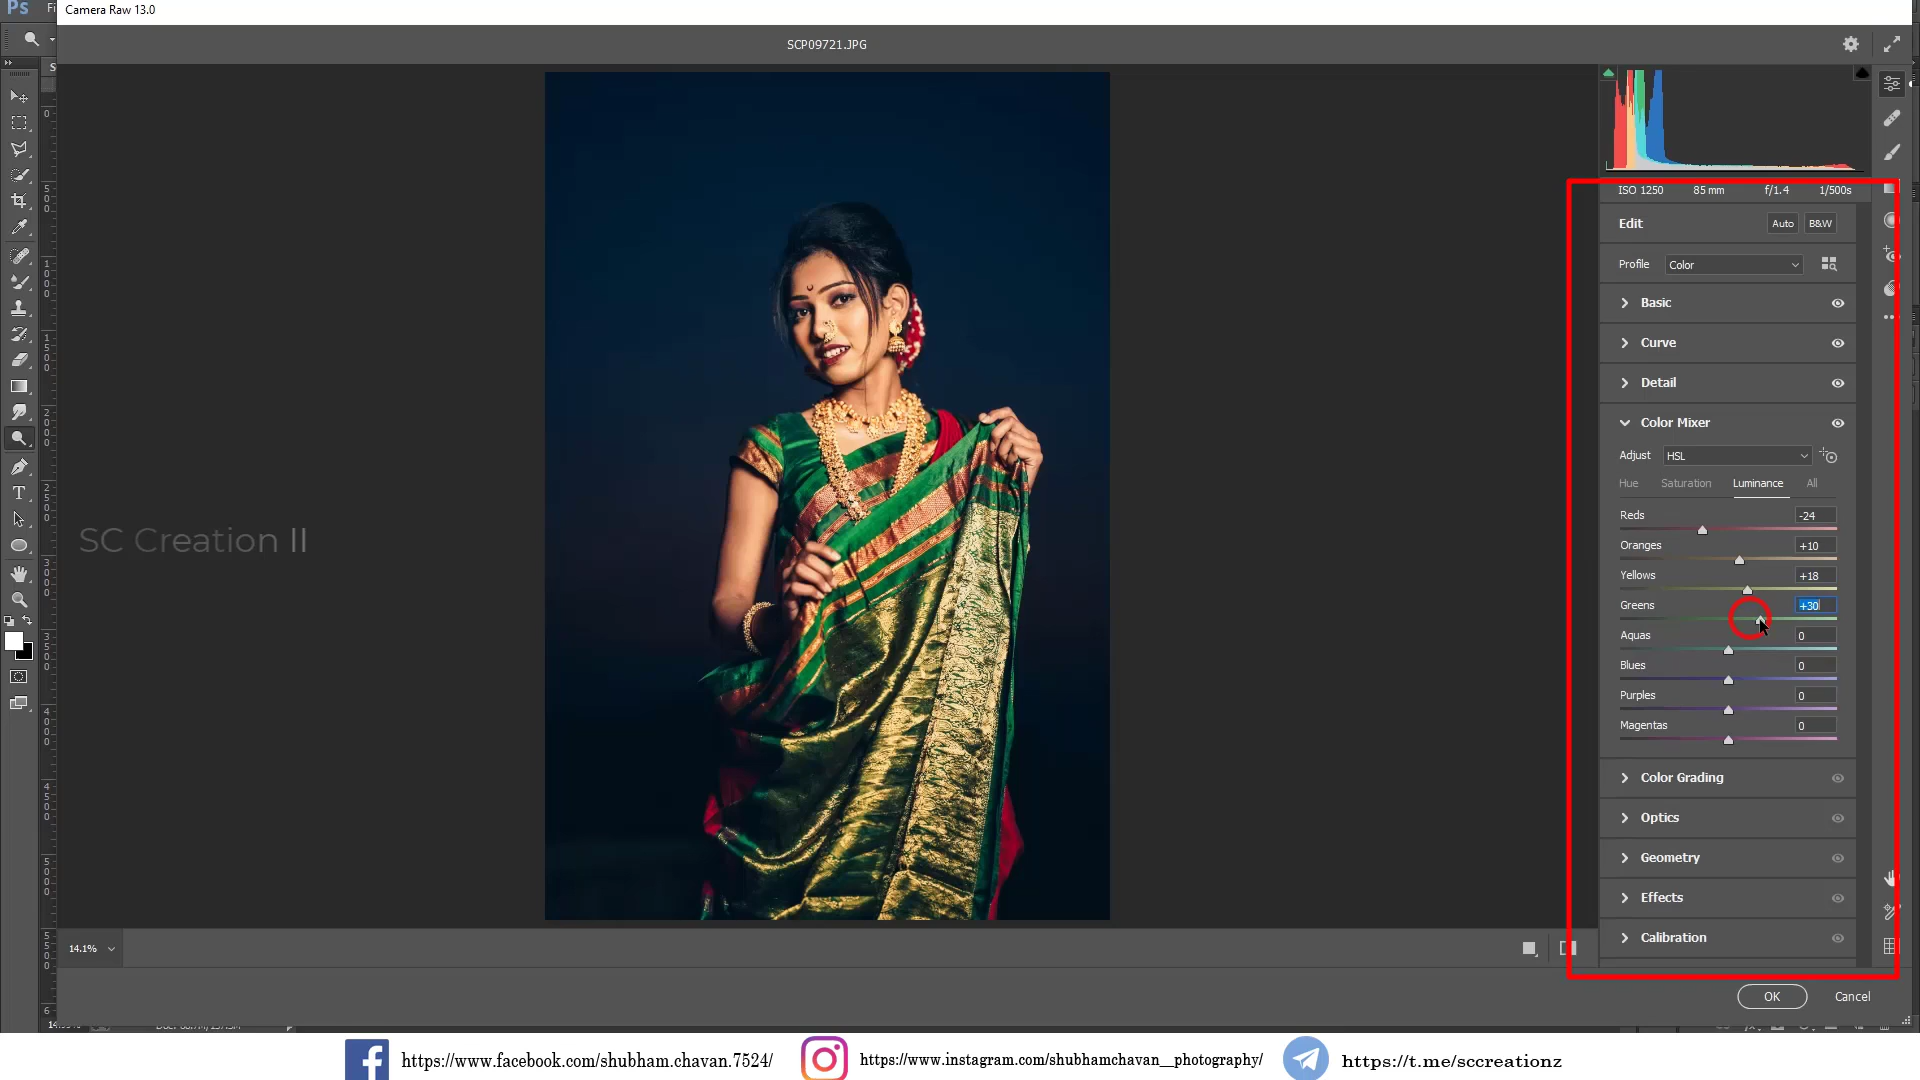 Ps Fi
Camera Raw 13.0
SCP09721.JPG
ISO 1250 85 mm f/1.4 1/500s
Edit Auto B&W
Profile Color
Basic
Curve
Detail
Color Mixer
Adjust HSL
Hue Saturation Luminance All
Reds -24
Oranges +10
Yellows +18
Greens +30
Aquas 0
Blues 0
Purples 0
Magentas 0
Color Grading
Optics
Geometry
Effects
Calibration
SC Creation II
14.1%
OK Cancel
https://www.facebook.com/shubham.chavan.7524/ https://www.instagram.com/shubhamchavan__photography/ https://t.me/sccreationz